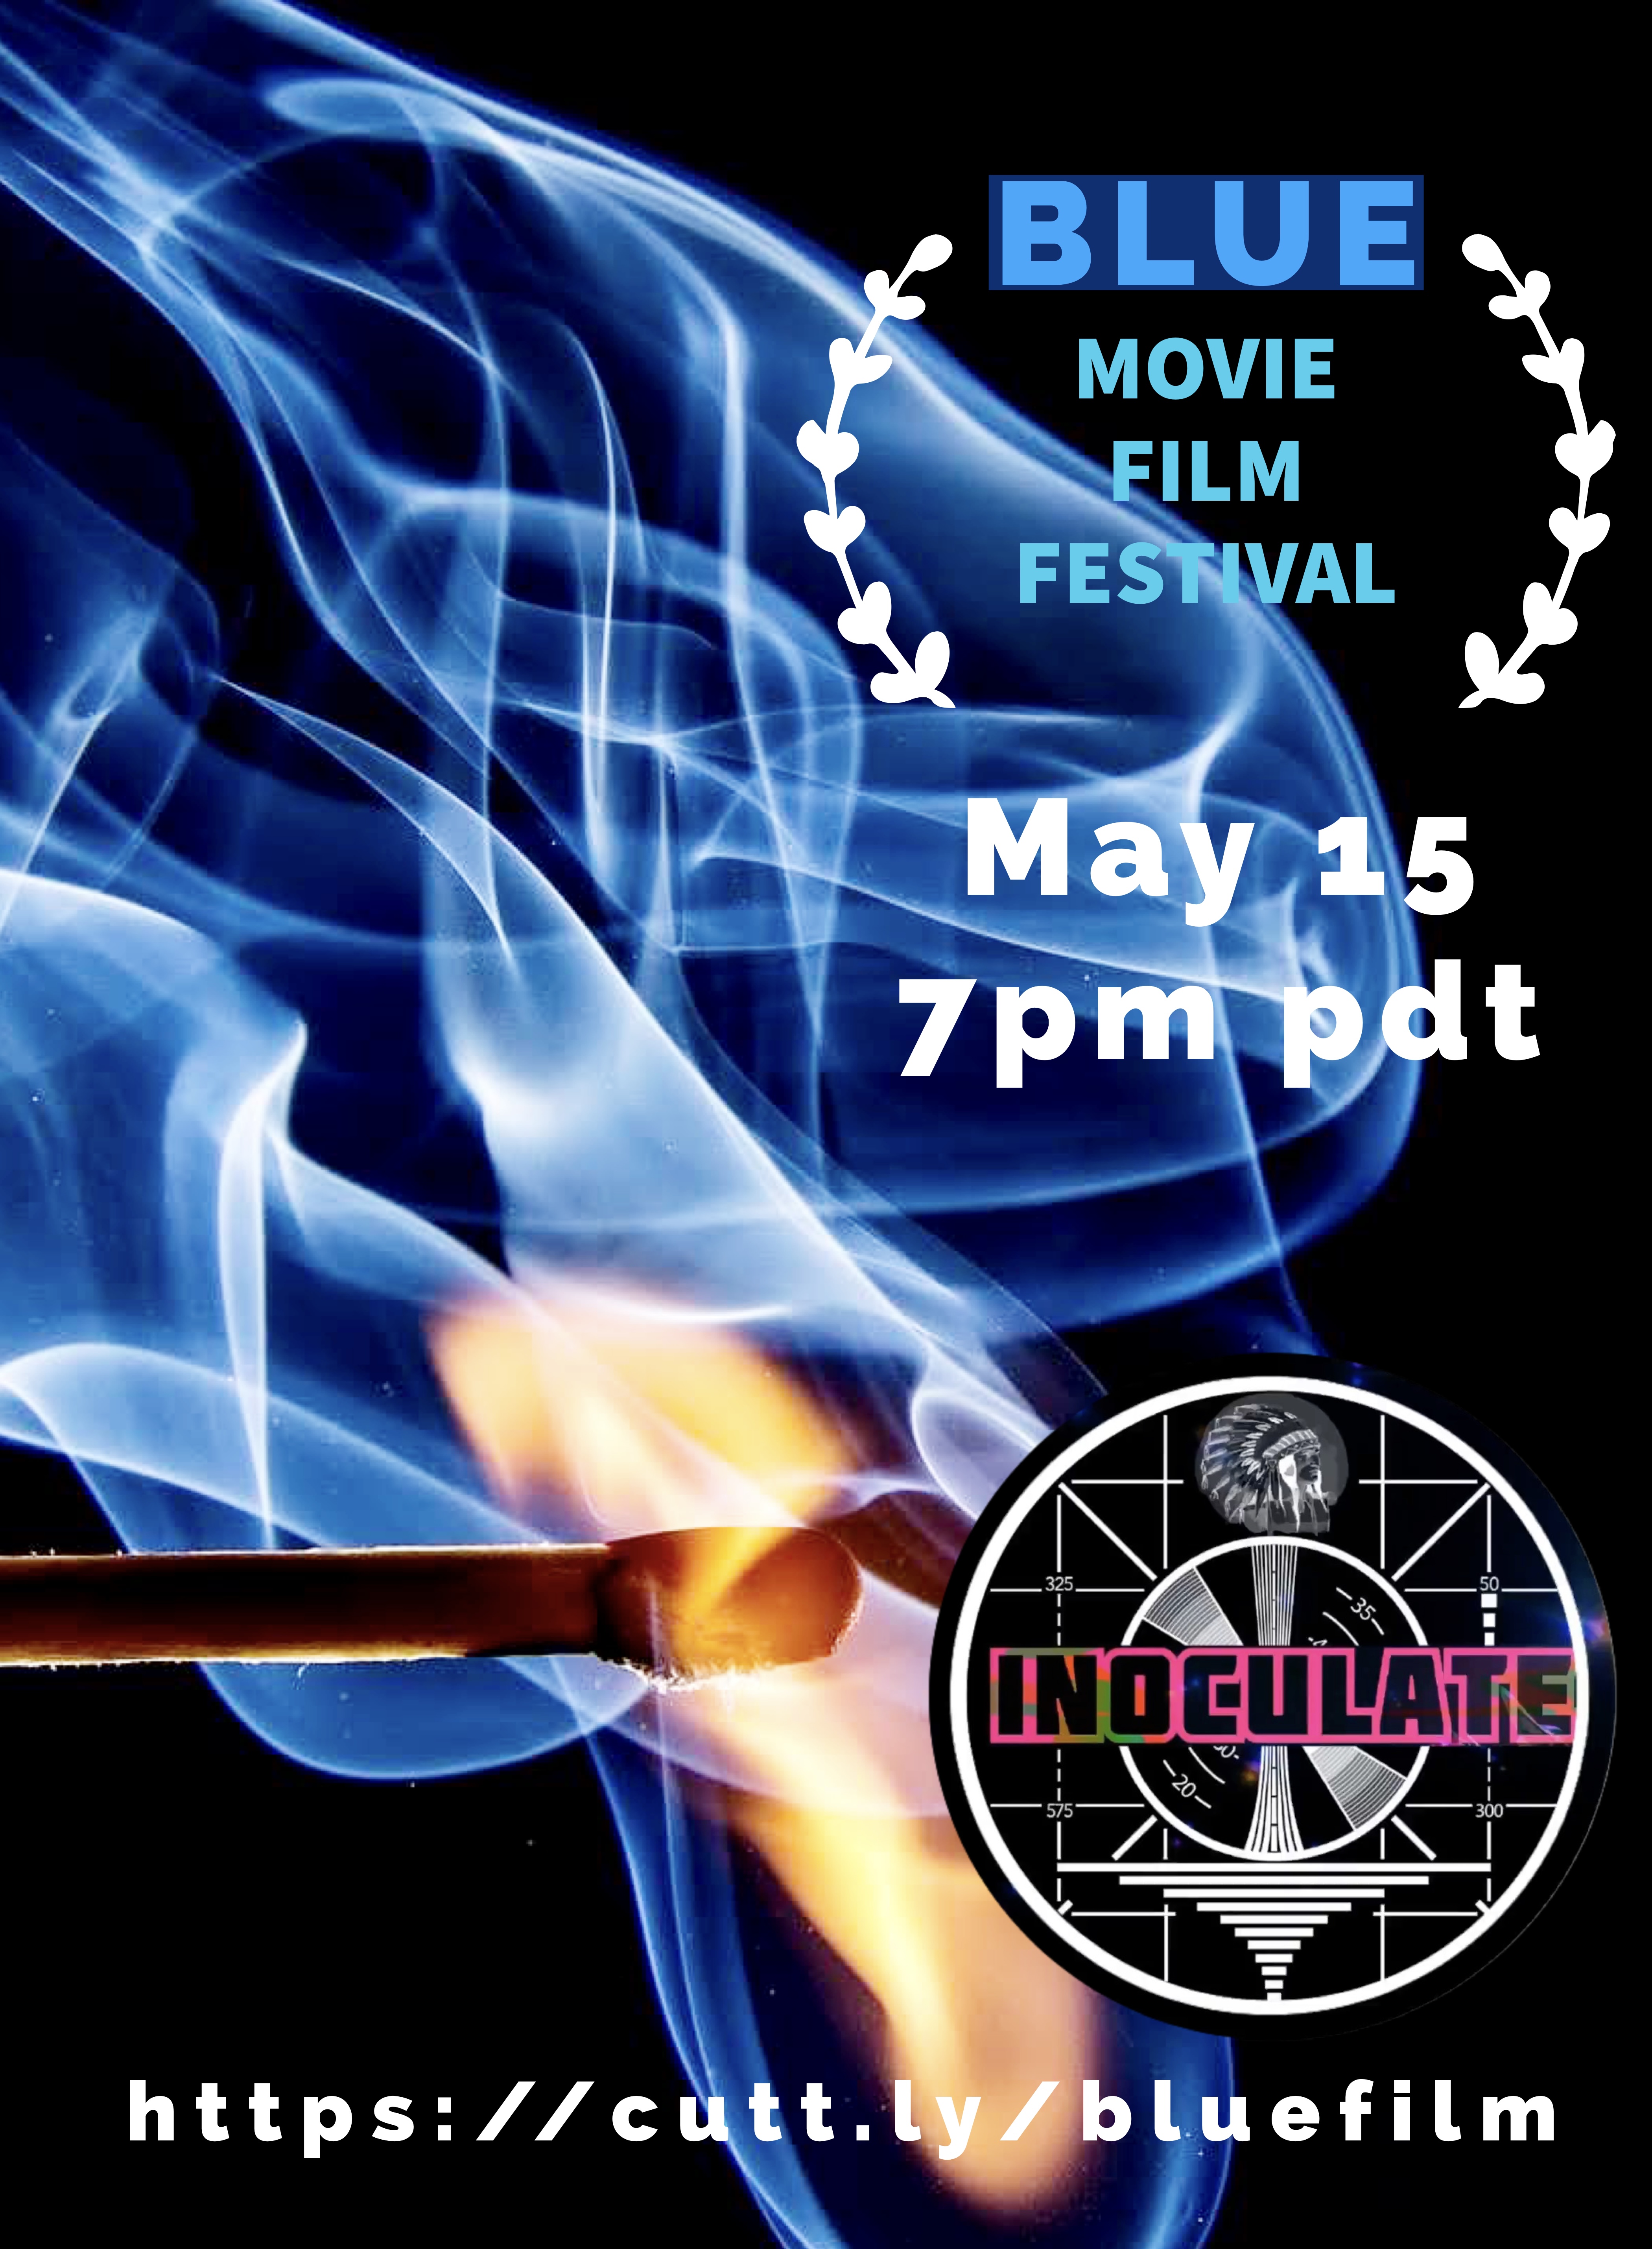 BLUE
MOVIE
FILM
FESTIVAL
May 15
7pm pdt
325
50
35
INOCULATE
20
575
300
https://cutt.ly/bluefilm